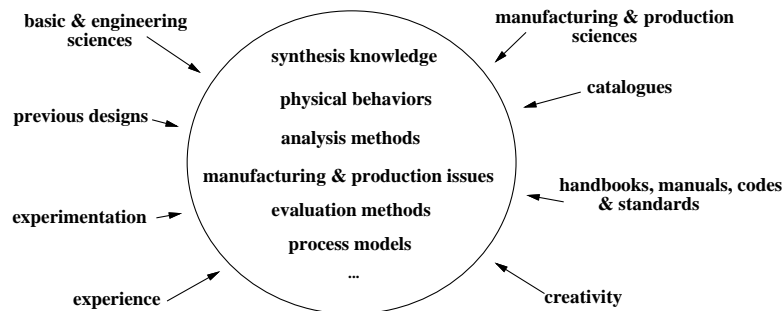 basic & engineering
sciences
manufacturing & production
sciences
synthesis knowledge
physical behaviors
catalogues
previous designs
analysis methods
manufacturing & production issues
handbooks, manuals, codes
& standards
experimentation
evaluation methods
process models
...
experience
creativity